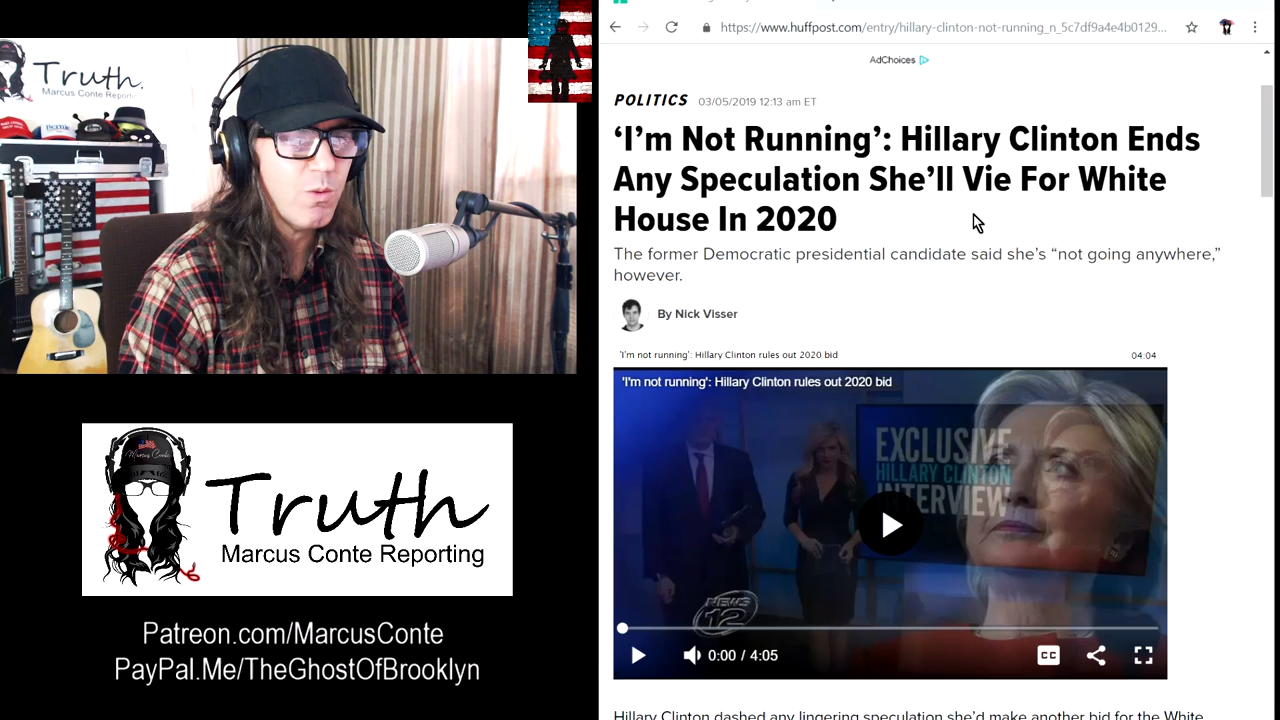 Truth.
Marcus Conte Reporting
Truth
Marcus Conte Reporting
Patreon.com/MarcusConte
PayPal.Me/TheGhostOfBrooklyn
https://www.huffpost.com/entry/hillary-clinton-not-running_n_5c7df9a4e4b0129...
AdChoices
POLITICS 03/05/2019 12:13 am ET
‘I’m Not Running’: Hillary Clinton Ends
Any Speculation She’ll Vie For White
House In 2020
The former Democratic presidential candidate said she’s “not going anywhere,”
however.
By Nick Visser
'I'm not running': Hillary Clinton rules out 2020 bid 04:04
'I'm not running': Hillary Clinton rules out 2020 bid
EXCLUSIVE
HILLARY CLINTON
INTERVIEW
NEWS
12
0:00 / 4:05
CC
Hillary Clinton dashed any lingering speculation she’d make another bid for the White